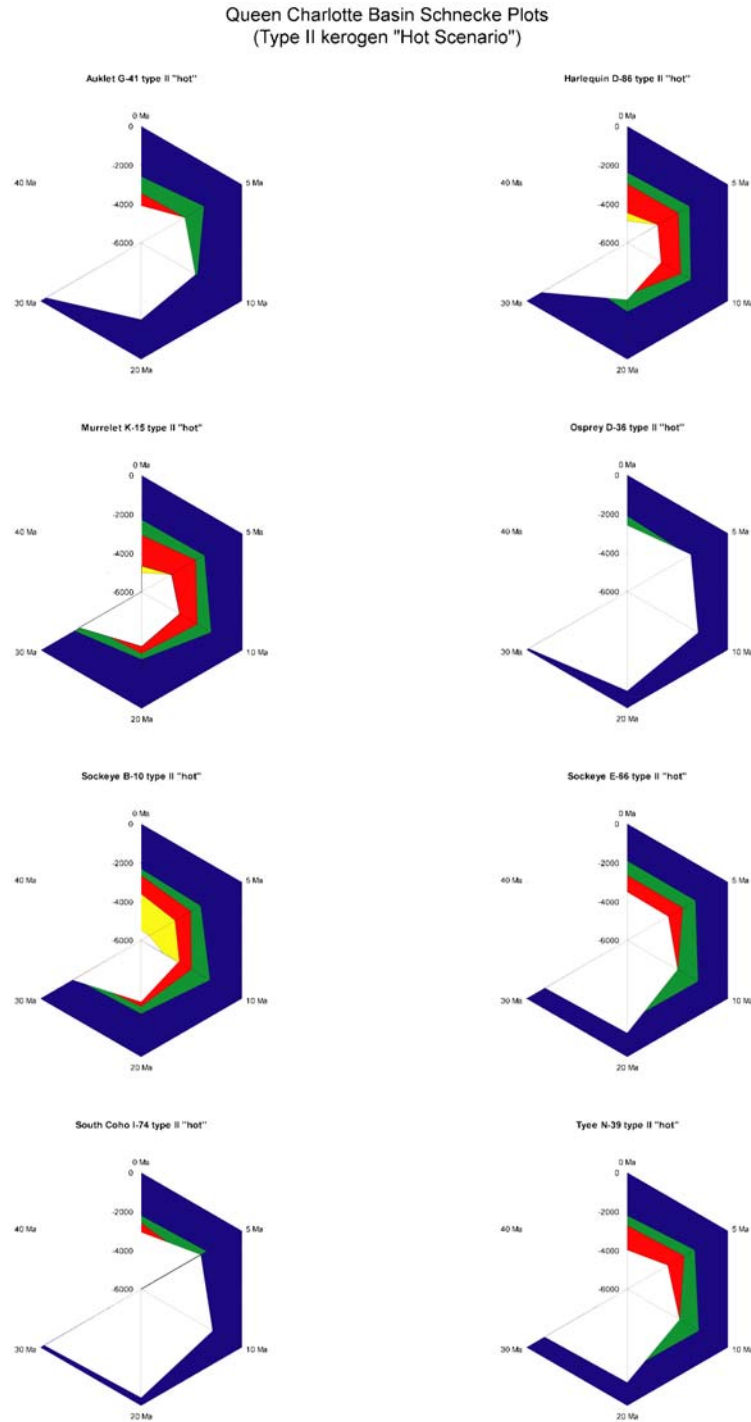 Queen Charlotte Basin Schnecke Plots
(Type II kerogen "Hot Scenario")
Auklet G-41 type II "hot"
0 Ma
0
-2000
-4000
-6000
40 Ma
5 Ma
30 Ma
10 Ma
20 Ma
Harlequin D-86 type II "hot"
0 Ma
0
-2000
-4000
-6000
40 Ma
5 Ma
30 Ma
10 Ma
20 Ma
Murrelet K-15 type II "hot"
0 Ma
0
-2000
-4000
-6000
40 Ma
5 Ma
30 Ma
10 Ma
20 Ma
Osprey D-36 type II "hot"
0 Ma
0
-2000
-4000
-6000
40 Ma
5 Ma
30 Ma
10 Ma
20 Ma
Sockeye B-10 type II "hot"
0 Ma
0
-2000
-4000
-6000
40 Ma
5 Ma
30 Ma
10 Ma
20 Ma
Sockeye E-66 type II "hot"
0 Ma
0
-2000
-4000
-6000
40 Ma
5 Ma
30 Ma
10 Ma
20 Ma
South Coho I-74 type II "hot"
0 Ma
0
-2000
-4000
-6000
40 Ma
5 Ma
30 Ma
10 Ma
20 Ma
Tyee N-39 type II "hot"
0 Ma
0
-2000
-4000
-6000
40 Ma
5 Ma
30 Ma
10 Ma
20 Ma